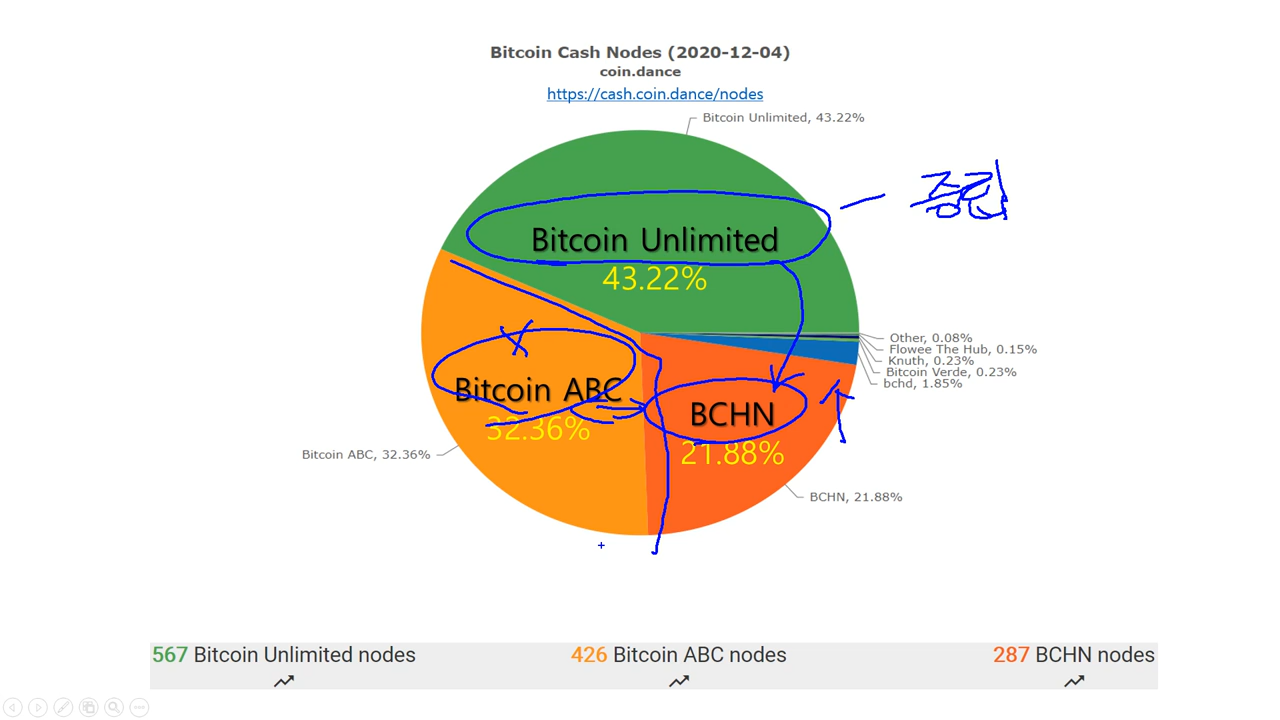 Bitcoin Cash Nodes (2020-12-04)
coin.dance
https://cash.coin.dance/nodes
Bitcoin Unlimited, 43.22%
Bitcoin Unlimited
43.22%
Other, 0.08%
Flowee The Hub, 0.15%
Knuth, 0.23%
Bitcoin Verde, 0.23%
bchd, 1.85%
Bitcoin ABC
32.36%
BCHN
21.88%
Bitcoin ABC, 32.36%
BCHN, 21.88%
567 Bitcoin Unlimited nodes
426 Bitcoin ABC nodes
287 BCHN nodes